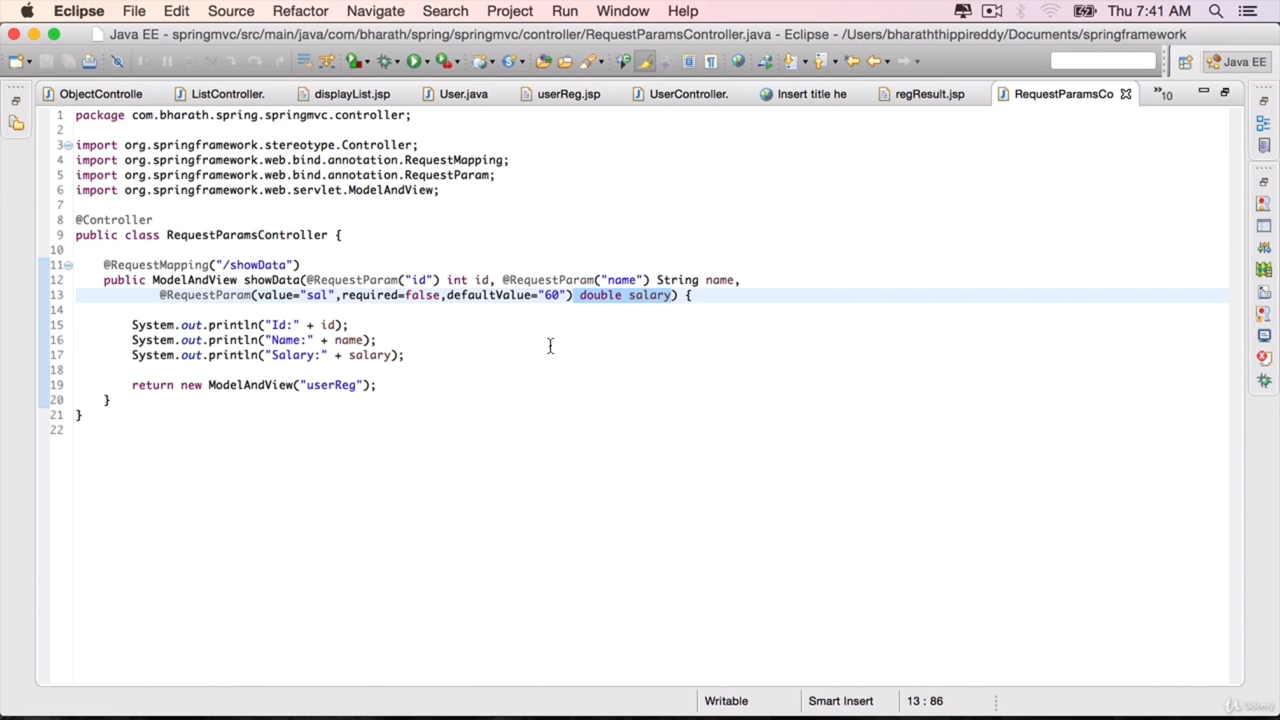 Eclipse File Edit Source Refactor Navigate Search Project Run Window Help Thu 7:41 AM
Java EE - springmvc/src/main/java/com/bharath/spring/springmvc/controller/RequestParamsController.java - Eclipse - /Users/bharaththippireddy/Documents/springframework
Java EE
ObjectControlle ListController. displayList.jsp User.java userReg.jsp UserController. Insert title he regResult.jsp RequestParamsCo »10
1 package com.bharath.spring.springmvc.controller;
2
3 import org.springframework.stereotype.Controller;
4 import org.springframework.web.bind.annotation.RequestMapping;
5 import org.springframework.web.bind.annotation.RequestParam;
6 import org.springframework.web.servlet.ModelAndView;
7
8 @Controller
9 public class RequestParamsController {
10
11 @RequestMapping("/showData")
12 public ModelAndView showData(@RequestParam("id") int id, @RequestParam("name") String name,
13 @RequestParam(value="sal",required=false,defaultValue="60") double salary) {
14
15 System.out.println("Id:" + id);
16 System.out.println("Name:" + name);
17 System.out.println("Salary:" + salary);
18
19 return new ModelAndView("userReg");
20 }
21 }
22
Writable Smart Insert 13 : 86
Udemy